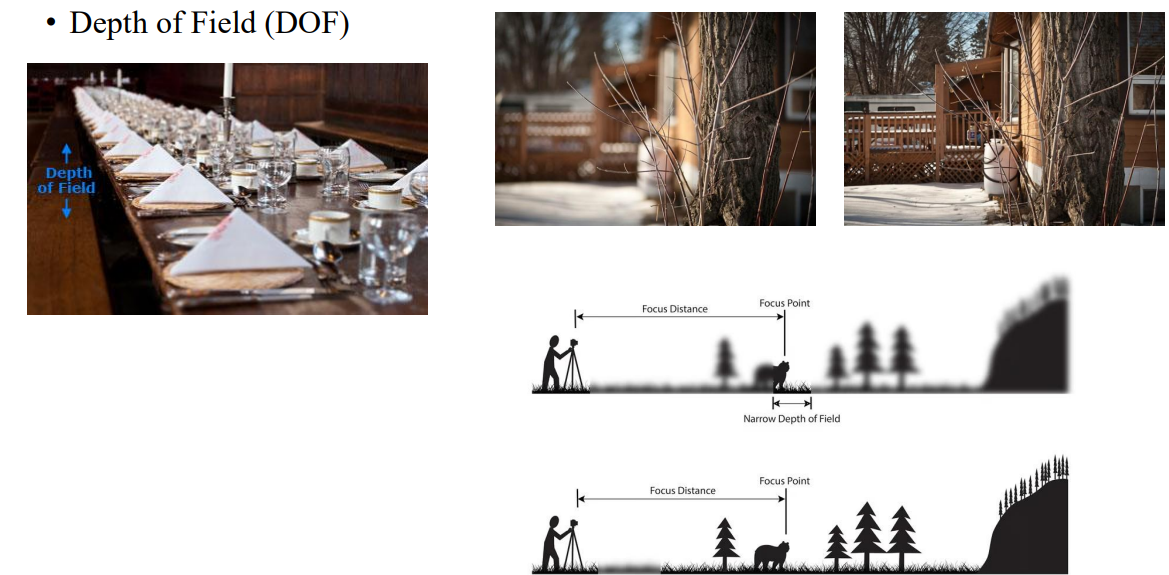 • Depth of Field (DOF)
Depth
of Field
Focus Distance
Focus Point
Narrow Depth of Field
Focus Distance
Focus Point